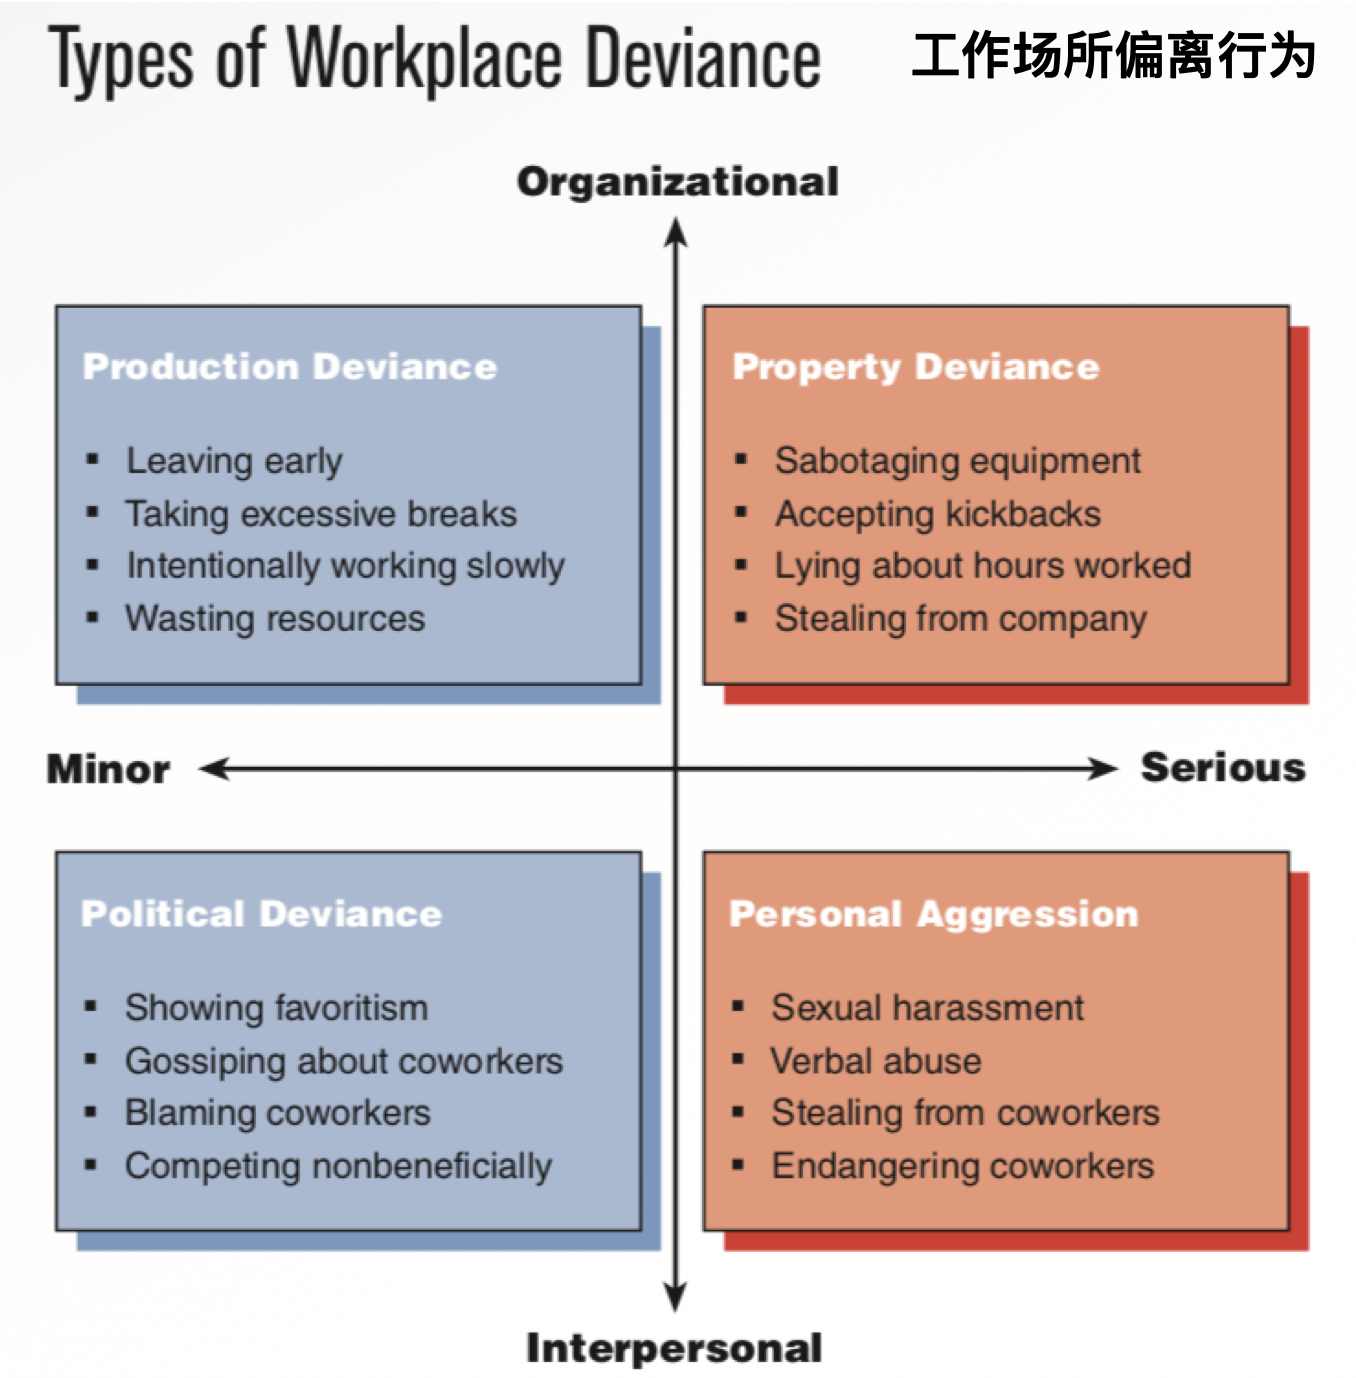 Types of Workplace Deviance
工作场所偏离行为
Organizational
Production Deviance
▪ Leaving early
▪ Taking excessive breaks
▪ Intentionally working slowly
▪ Wasting resources
Property Deviance
▪ Sabotaging equipment
▪ Accepting kickbacks
▪ Lying about hours worked
▪ Stealing from company
Minor
Serious
Political Deviance
▪ Showing favoritism
▪ Gossiping about coworkers
▪ Blaming coworkers
▪ Competing nonbeneficially
Personal Aggression
▪ Sexual harassment
▪ Verbal abuse
▪ Stealing from coworkers
▪ Endangering coworkers
Interpersonal